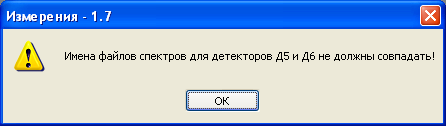 Измерения - 1.7
Имена файлов спектров для детекторов Д5 и Д6 не должны совпадать!
OK